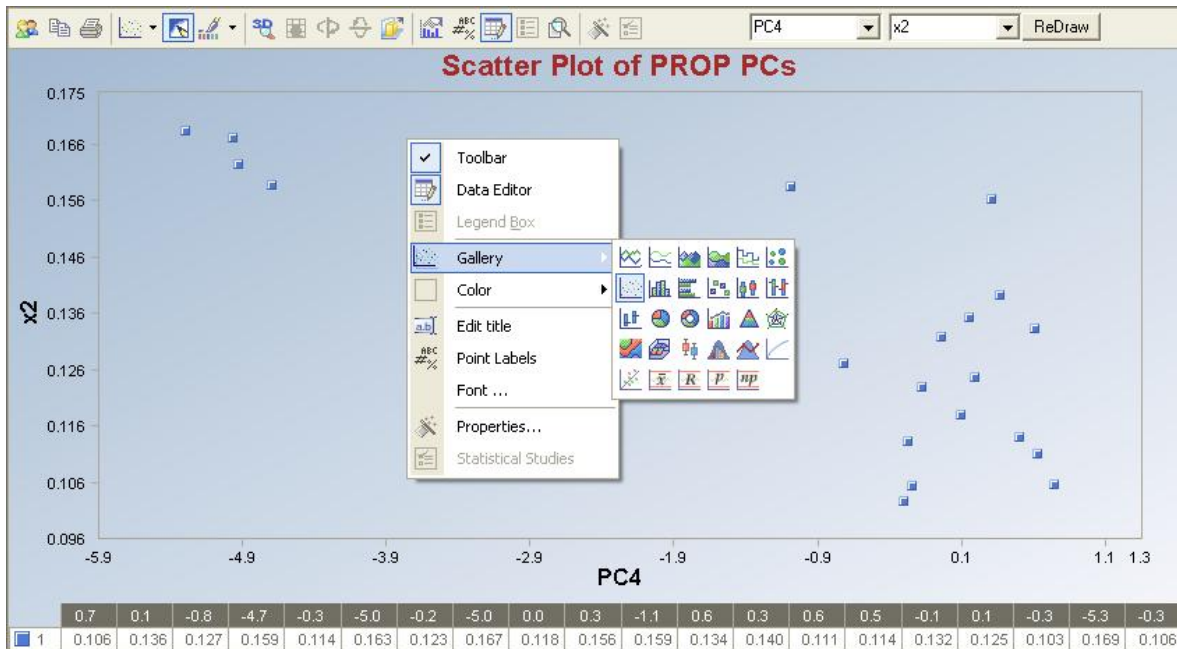 3D ABC #% PC4 x2 ReDraw
Scatter Plot of PROP PCs
0.175
0.166
0.156
0.146
0.136
0.126
0.116
0.106
0.096
x2
-5.9 -4.9 -3.9 -2.9 -1.9 -0.9 0.1 1.1 1.3
PC4
Toolbar
Data Editor
Legend Box
Gallery
Color
a.b ABC Edit title
ABC #% Point Labels
Font ...
Properties...
Statistical Studies
x̄ R P np
0.7 0.1 -0.8 -4.7 -0.3 -5.0 -0.2 -5.0 0.0 0.3 -1.1 0.6 0.3 0.6 0.5 -0.1 0.1 -0.3 -5.3 -0.3
1 0.106 0.136 0.127 0.159 0.114 0.163 0.123 0.167 0.118 0.156 0.159 0.134 0.140 0.111 0.114 0.132 0.125 0.103 0.169 0.106